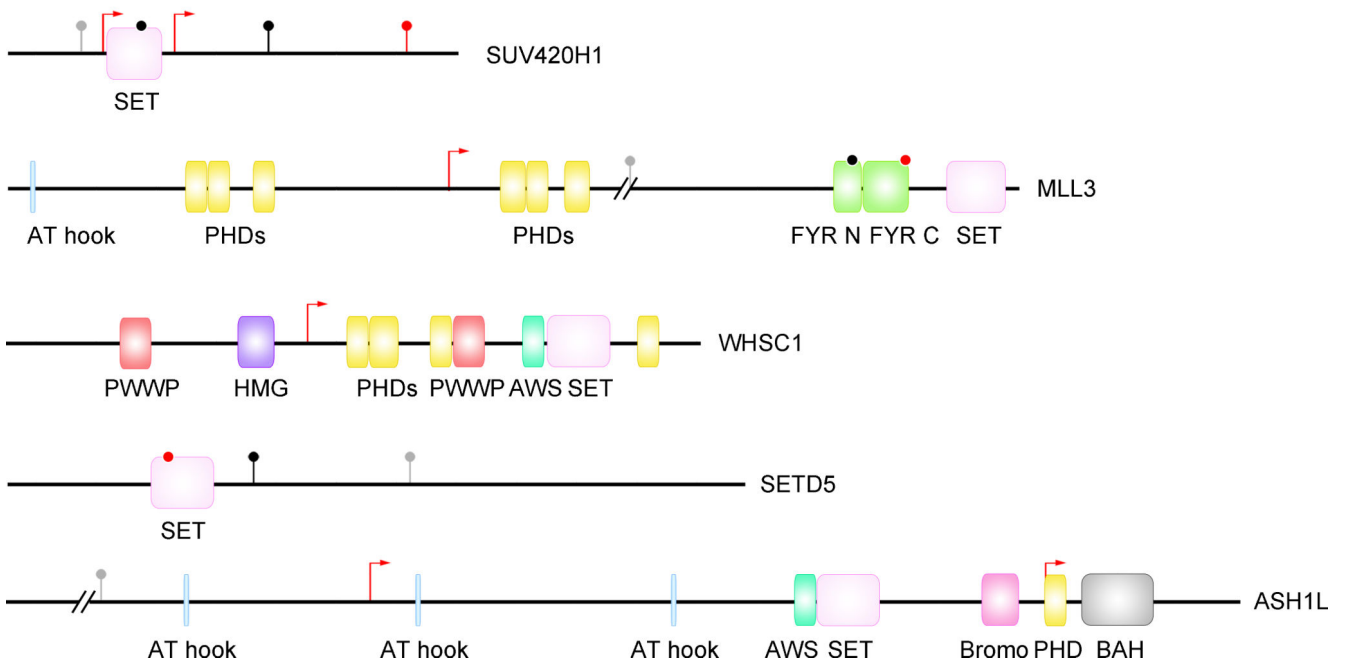 SUV420H1
SET
MLL3
AT hook PHDs PHDs FYR N FYR C SET
WHSC1
PWWP HMG PHDs PWWP AWS SET
SETD5
SET
ASH1L
AT hook AT hook AT hook AWS SET Bromo PHD BAH